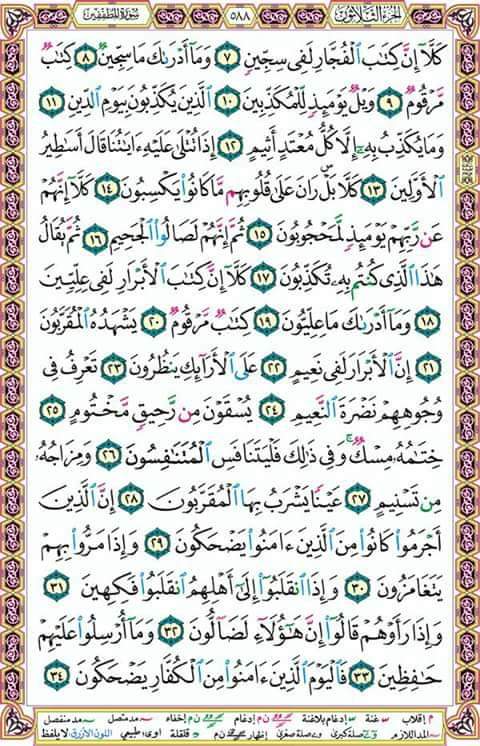 سورة المطففين ٥٨٨ الجزء الثلاثون
كَلَّآ إِنَّ كِتَٰبَ ٱلْفُجَّارِ لَفِى سِجِّينٍ ٧ وَمَآ أَدْرَىٰكَ مَا سِجِّينٌ ٨ كِتَٰبٌ
مَّرْقُومٌ ٩ وَيْلٌ يَوْمَئِذٍ لِّلْمُكَذِّبِينَ ١٠ ٱلَّذِينَ يُكَذِّبُونَ بِيَوْمِ ٱلدِّينِ ١١
وَمَا يُكَذِّبُ بِهِۦٓ إِلَّا كُلُّ مُعْتَدٍ أَثِيمٍ ١٢ إِذَا تُتْلَىٰ عَلَيْهِ ءَايَٰتُنَا قَالَ أَسَٰطِيرُ
ٱلْأَوَّلِينَ ١٣ كَلَّا بَلْ ۜ رَانَ عَلَىٰ قُلُوبِهِم مَّا كَانُوا۟ يَكْسِبُونَ ١٤ كَلَّآ إِنَّهُمْ
عَن رَّبِّهِمْ يَوْمَئِذٍ لَّمَحْجُوبُونَ ١٥ ثُمَّ إِنَّهُمْ لَصَالُوا۟ ٱلْجَحِيمِ ١٦ ثُمَّ يُقَالُ
هَٰذَا ٱلَّذِى كُنتُم بِهِۦ تُكَذِّبُونَ ١٧ كَلَّآ إِنَّ كِتَٰبَ ٱلْأَبْرَارِ لَفِى عِلِّيِّينَ
١٨ وَمَآ أَدْرَىٰكَ مَا عِلِّيُّونَ ١٩ كِتَٰبٌ مَّرْقُومٌ ٢٠ يَشْهَدُهُ ٱلْمُقَرَّبُونَ
٢١ إِنَّ ٱلْأَبْرَارَ لَفِى نَعِيمٍ ٢٢ عَلَى ٱلْأَرَآئِكِ يَنظُرُونَ ٢٣ تَعْرِفُ فِى
وُجُوهِهِمْ نَضْرَةَ ٱلنَّعِيمِ ٢٤ يُسْقَوْنَ مِن رَّحِيقٍ مَّخْتُومٍ ٢٥
خِتَٰمُهُۥ مِسْكٌ ۚ وَفِى ذَٰلِكَ فَلْيَتَنَافَسِ ٱلْمُتَنَٰفِسُونَ ٢٦ وَمِزَاجُهُۥ
مِن تَسْنِيمٍ ٢٧ عَيْنًا يَشْرَبُ بِهَا ٱلْمُقَرَّبُونَ ٢٨ إِنَّ ٱلَّذِينَ
أَجْرَمُوا۟ كَانُوا۟ مِنَ ٱلَّذِينَ ءَامَنُوا۟ يَضْحَكُونَ ٢٩ وَإِذَا مَرُّوا۟ بِهِمْ
يَتَغَامَزُونَ ٣٠ وَإِذَا ٱنقَلَبُوٓا۟ إِلَىٰٓ أَهْلِهِمُ ٱنقَلَبُوا۟ فَكِهِينَ ٣١
وَإِذَا رَأَوْهُمْ قَالُوٓا۟ إِنَّ هَٰٓؤُلَآءِ لَضَآلُّونَ ٣٢ وَمَآ أُرْسِلُوا۟ عَلَيْهِمْ
حَٰفِظِينَ ٣٣ فَٱلْيَوْمَ ٱلَّذِينَ ءَامَنُوا۟ مِنَ ٱلْكُفَّارِ يَضْحَكُونَ ٣٤
م إقلاب غنة إدغام بلاغنة ن م إدغام ن م إخفاء مد متصل مد منفصل
المد اللازم صلة كبرى صلة صغرى إظهار قلقلة اوى: طبيعي اللون الأزرق لا يلفظ